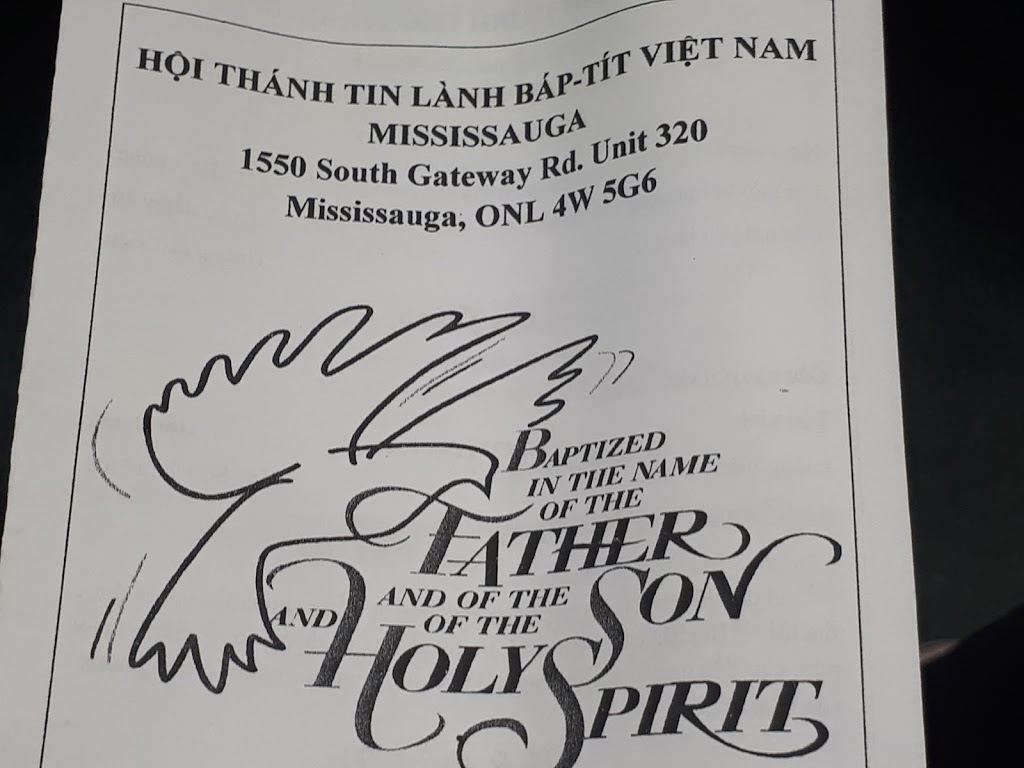 HỘI THÁNH TIN LÀNH BÁP-TÍT VIỆT NAM
MISSISSAUGA
1550 South Gateway Rd. Unit 320
Mississauga, ONL 4W 5G6
BAPTIZED
IN THE NAME
OF THE
FATHER
AND OF THE SON
AND OF THE
HOLY SPIRIT